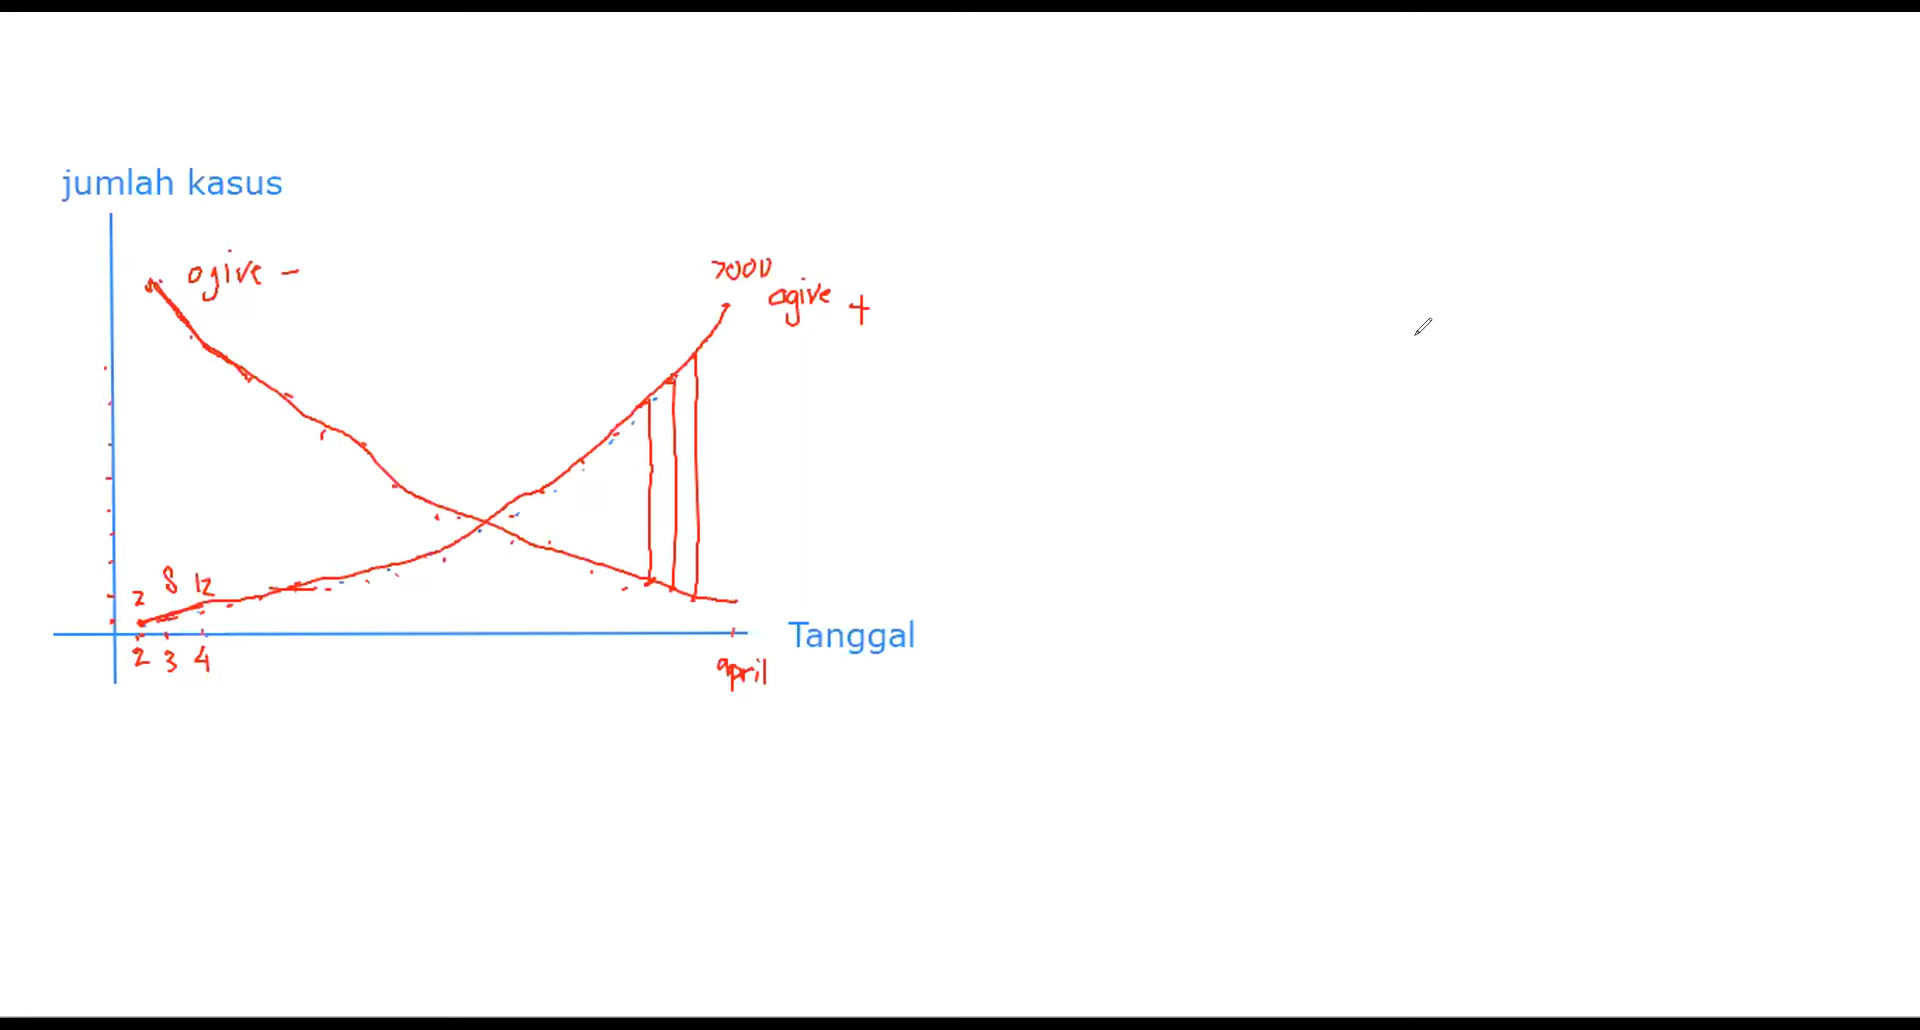 jumlah kasus
ogive -
7000
ogive +
2 8 12
2 3 4
Tanggal
april